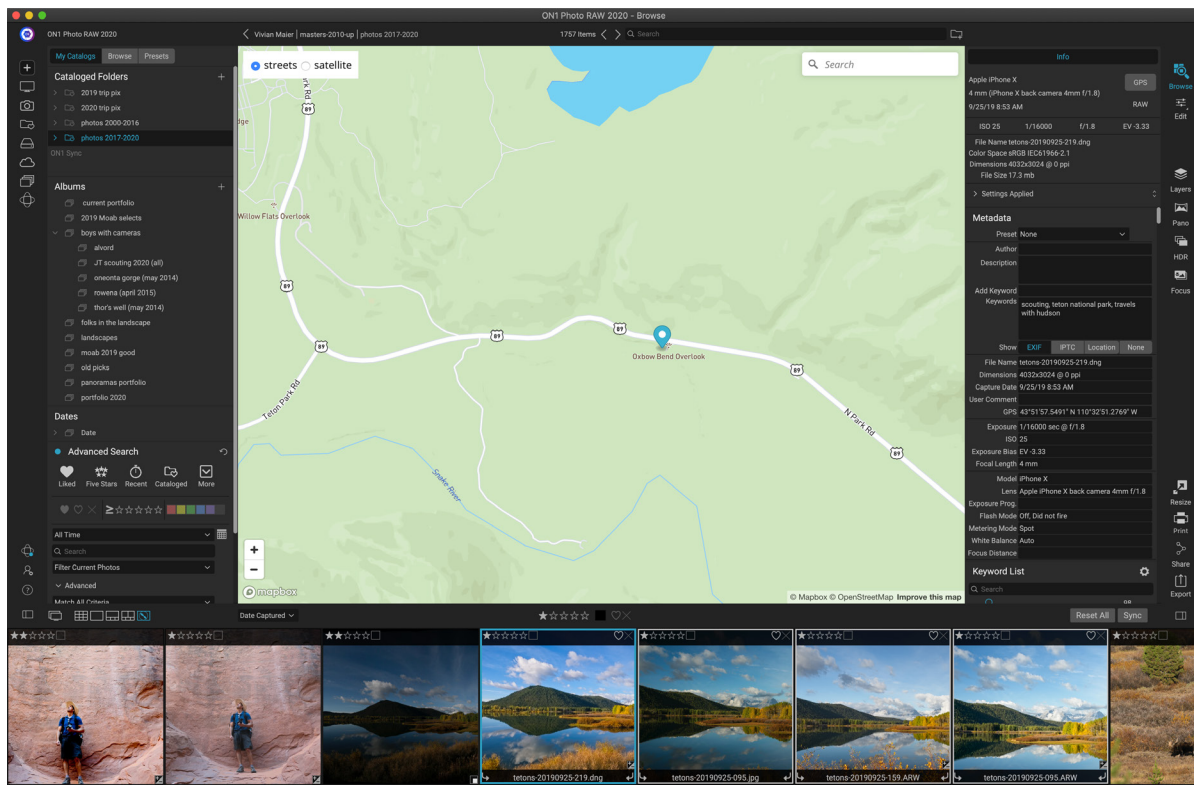 ON1 Photo RAW 2020 - Browse
ON1 Photo RAW 2020
Vivian Maier | masters-2010-up | photos 2017-2020
1757 Items
Search
My Catalogs Browse Presets
Cataloged Folders
2019 trip pix
2020 trip pix
photos 2000-2016
photos 2017-2020
ON1 Sync
Albums
current portfolio
2019 Moab selects
boys with cameras
alvord
JT scouting 2020 (all)
oneonta gorge (may 2014)
rowena (april 2015)
thor's well (may 2014)
folks in the landscape
landscapes
moab 2019 good
old picks
panoramas portfolio
portfolio 2020
Dates
Date
Advanced Search
Liked Five Stars Recent Cataloged More
≥
All Time
Search
Filter Current Photos
Advanced
Match All Criteria
streets satellite
Search
rk Rd
89
dge
Willow Flats Overlook
89
89
89
89
Oxbow Bend Overlook
89
Teton Park Rd
N Park Rd
89
Snake River
+
−
mapbox
© Mapbox © OpenStreetMap Improve this map
Info
Apple iPhone X
4 mm (iPhone X back camera 4mm f/1.8)
9/25/19 8:53 AM
GPS
RAW
ISO 25 1/16000 f/1.8 EV -3.33
File Name tetons-20190925-219.dng
Color Space sRGB IEC61966-2.1
Dimensions 4032x3024 @ 0 ppi
File Size 17.3 mb
Settings Applied
Metadata
Preset None
Author
Description
Add Keyword
Keywords scouting, teton national park, travels
with hudson
Show EXIF IPTC Location None
File Name tetons-20190925-219.dng
Dimensions 4032x3024 @ 0 ppi
Capture Date 9/25/19 8:53 AM
User Comment
GPS 43°51'57.5491" N 110°32'51.2769" W
Exposure 1/16000 sec @ f/1.8
ISO 25
Exposure Bias EV -3.33
Focal Length 4 mm
Model iPhone X
Lens Apple iPhone X back camera 4mm f/1.8
Exposure Prog.
Flash Mode Off, Did not fire
Metering Mode Spot
White Balance Auto
Focus Distance
Keyword List
Search
Browse
Edit
Layers
Pano
HDR
Focus
Resize
Print
Share
Export
Date Captured
Reset All Sync
tetons-20190925-219.dng
tetons-20190925-095.jpg
tetons-20190925-159.ARW
tetons-20190925-095.ARW